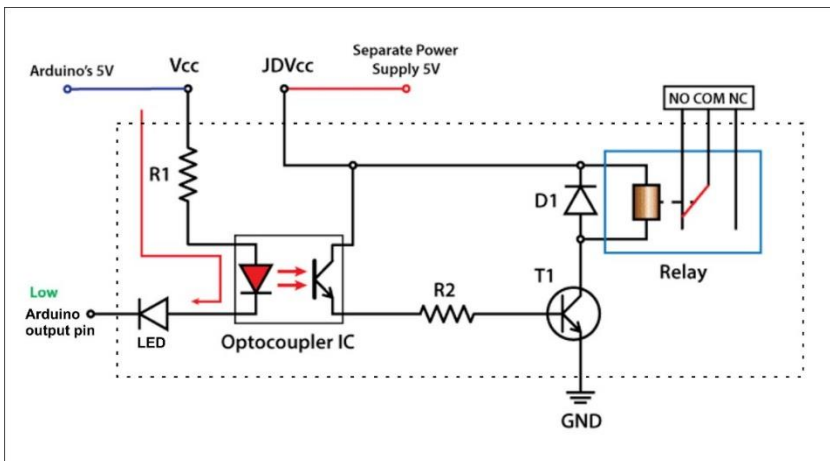 Arduino's 5V
Vcc
JDVcc
Separate Power
Supply 5V
NO COM NC
R1
D1
Relay
Low
Arduino
output pin
LED
Optocoupler IC
R2
T1
GND